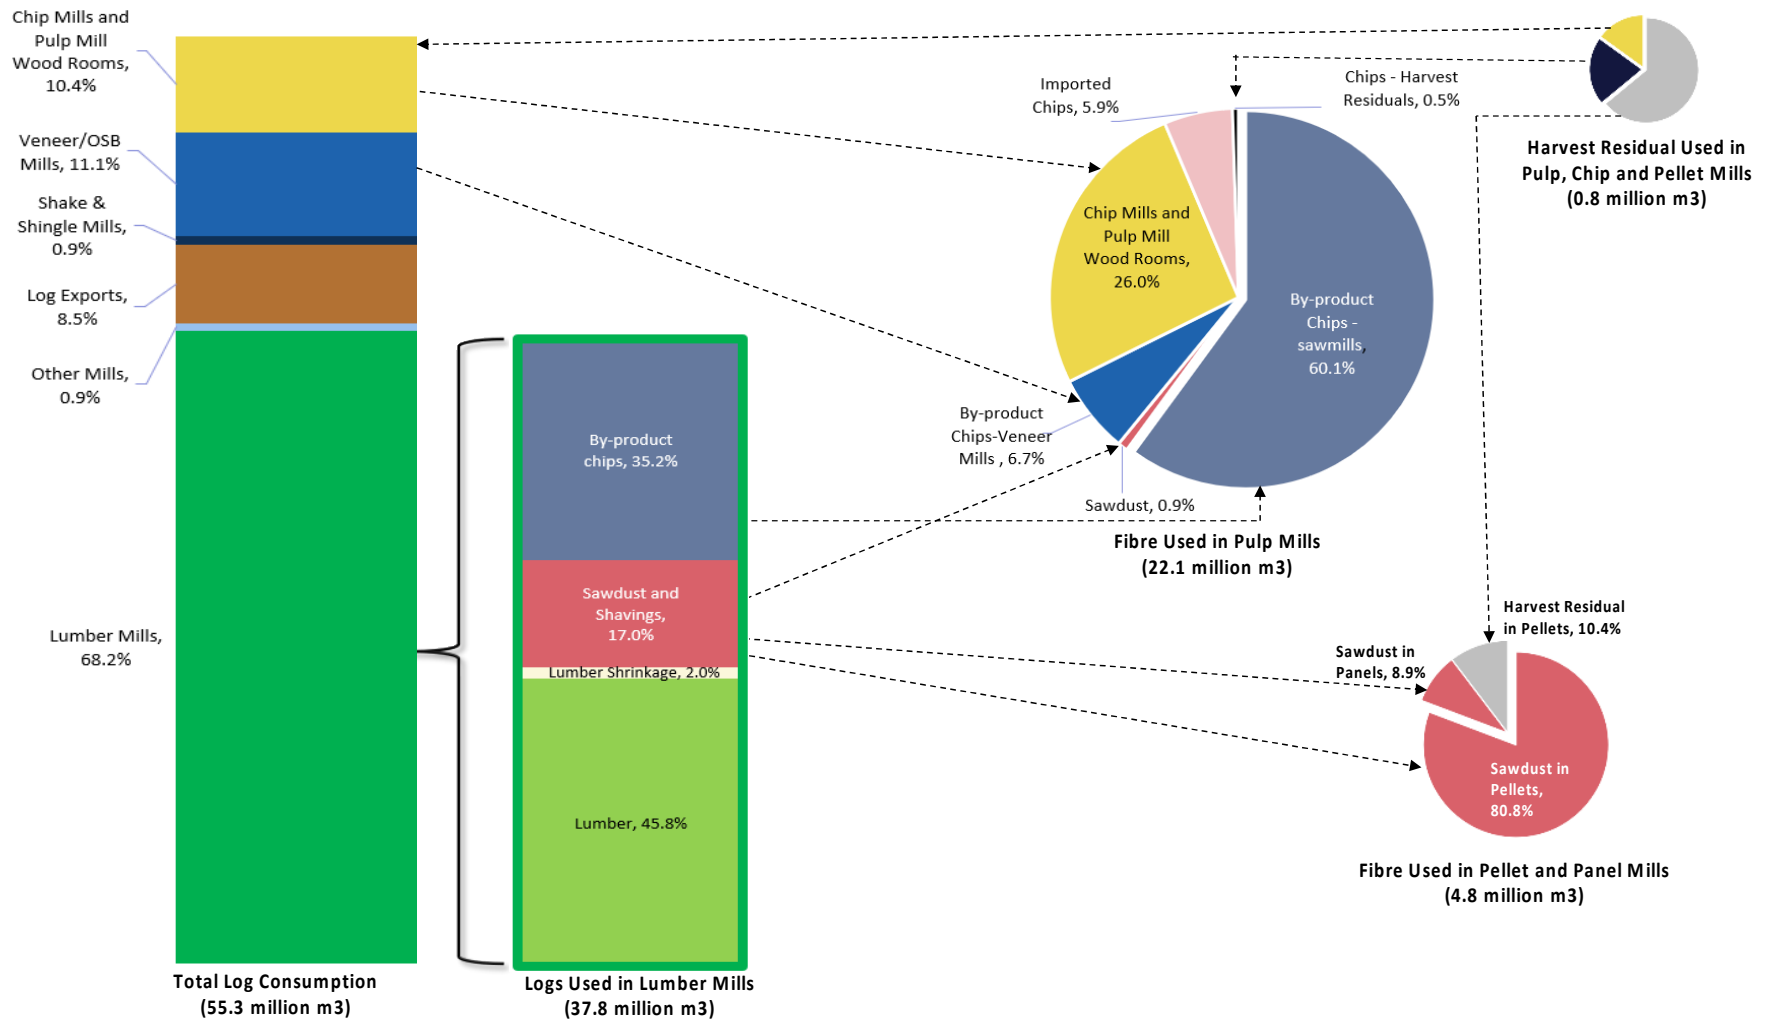 Chip Mills and
Pulp Mill
Wood Rooms,
10.4%
Veneer/OSB
Mills, 11.1%
Shake &
Shingle Mills,
0.9%
Log Exports,
8.5%
Other Mills,
0.9%
Lumber Mills,
68.2%
Total Log Consumption
(55.3 million m3)
By-product
chips, 35.2%
Sawdust and
Shavings,
17.0%
Lumber Shrinkage, 2.0%
Lumber, 45.8%
Logs Used in Lumber Mills
(37.8 million m3)
Imported
Chips, 5.9%
Chips - Harvest
Residuals, 0.5%
Chip Mills and
Pulp Mill
Wood Rooms,
26.0%
By-product
Chips -
sawmills,
60.1%
By-product
Chips-Veneer
Mills , 6.7%
Sawdust, 0.9%
Fibre Used in Pulp Mills
(22.1 million m3)
Harvest Residual Used in
Pulp, Chip and Pellet Mills
(0.8 million m3)
Harvest Residual
in Pellets, 10.4%
Sawdust in
Panels, 8.9%
Sawdust in
Pellets,
80.8%
Fibre Used in Pellet and Panel Mills
(4.8 million m3)